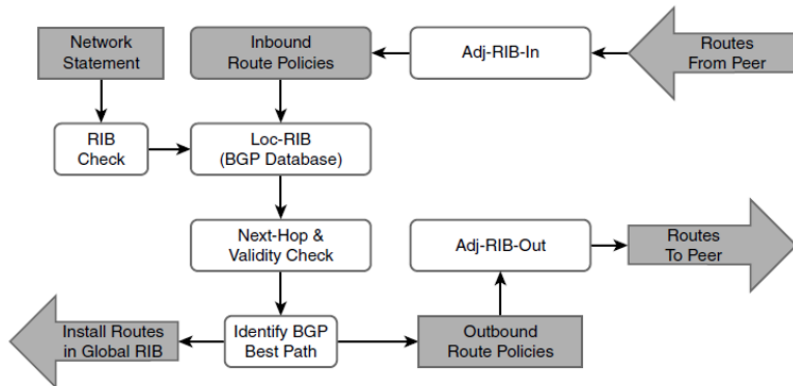 Network
Statement
Inbound
Route Policies
Adj-RIB-In
Routes
From Peer
RIB
Check
Loc-RIB
(BGP Database)
Next-Hop &
Validity Check
Adj-RIB-Out
Routes
To Peer
Install Routes
in Global RIB
Identify BGP
Best Path
Outbound
Route Policies